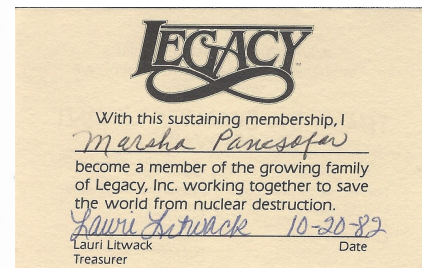 LEGACY
With this sustaining membership, I
Marsha Panesofar
become a member of the growing family
of Legacy, Inc. working together to save
the world from nuclear destruction.
Lauri Litwack 10-20-82
Lauri Litwack Date
Treasurer